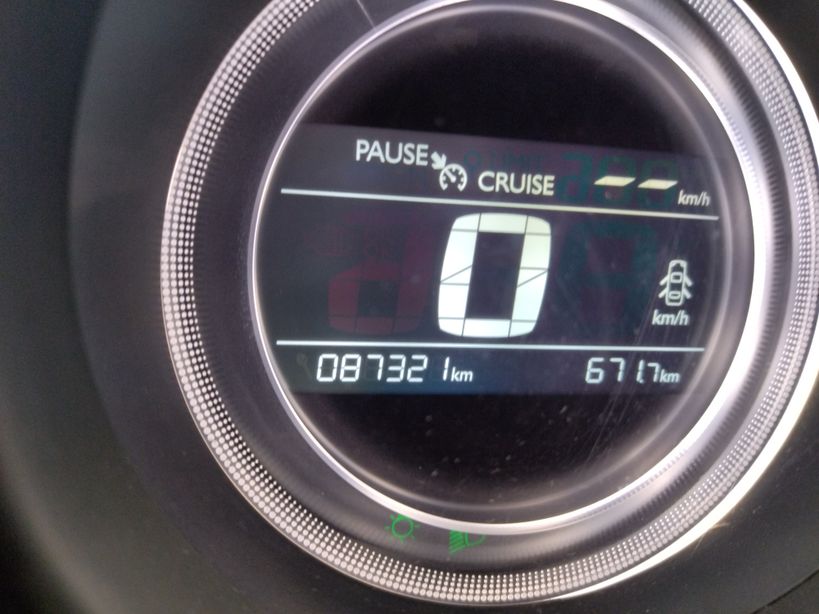 PAUSE
CRUISE -- km/h
0
km/h
087321 km 671.7 km